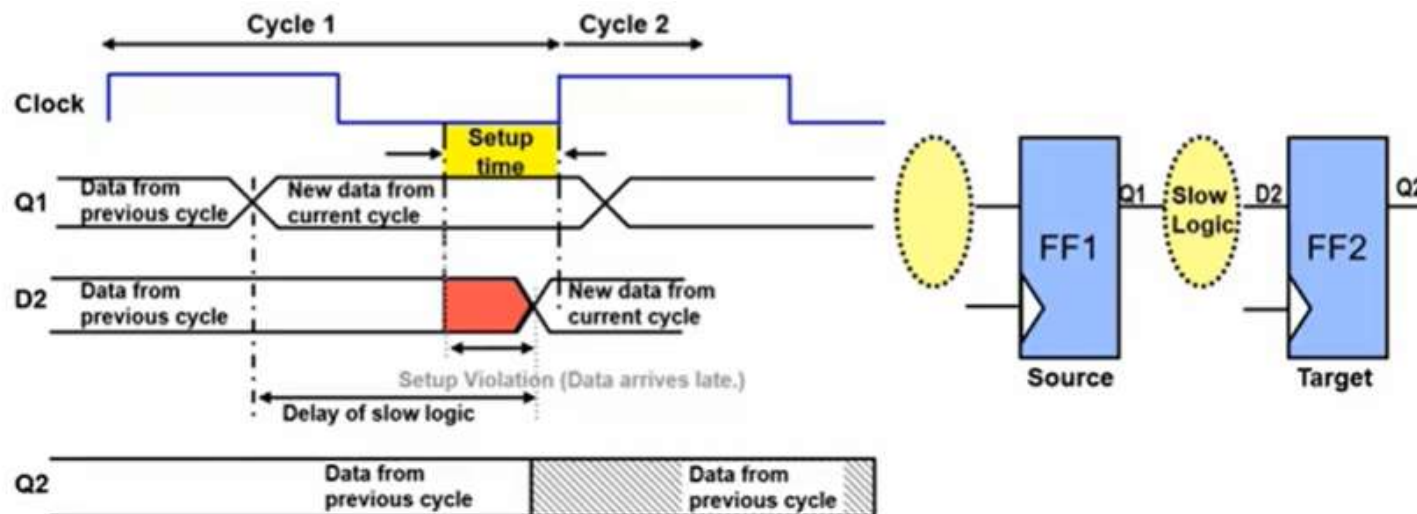 Cycle 1
Cycle 2
Clock
Setup
time
Q1
Data from
previous cycle
New data from
current cycle
D2
Data from
previous cycle
New data from
current cycle
Setup Violation (Data arrives late.)
Delay of slow logic
Q2
Data from
previous cycle
Data from
previous cycle
FF1
Q1
Slow
Logic
D2
FF2
Q2
Source
Target